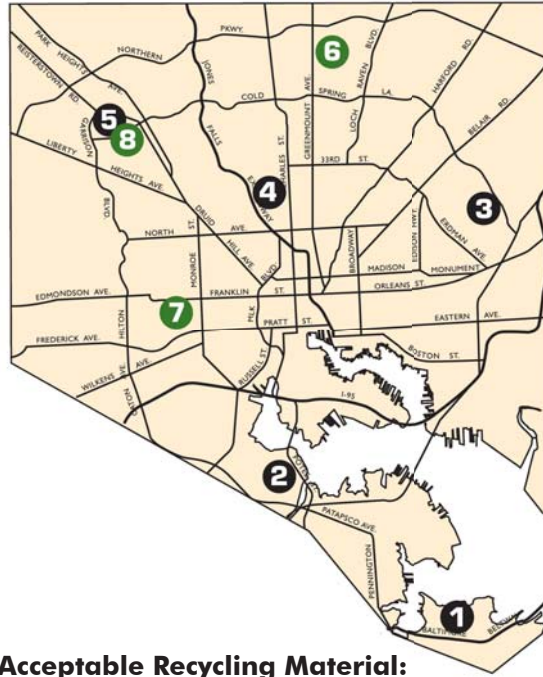 PKWY.
NORTHERN
PARK HEIGHTS AVE.
REISTERSTOWN RD.
JONES FALLS EXPWAY
COLD SPRING LA.
GREENMOUNT AVE.
LOCH RAVEN BLVD.
HARFORD RD.
BELAIR RD
6
5
8
GARRISON BLVD.
LIBERTY HEIGHTS AVE.
33RD ST.
4
3
DRUID HILL AVE.
NORTH AVE.
MONROE ST.
BROADWAY
EDISON HWY.
ERDMAN AVE.
MADISON
MONUMENT
BLVD.
MLK
EDMONDSON AVE.
FRANKLIN ST.
ORLEANS ST.
7
PRATT ST.
EASTERN AVE.
FREDERICK AVE.
HILTON
BOSTON ST.
WILKENS AVE.
RUSSELL ST.
I-95
2
PATAPSCO AVE.
PENNINGTON
1
Acceptable Recycling Material: